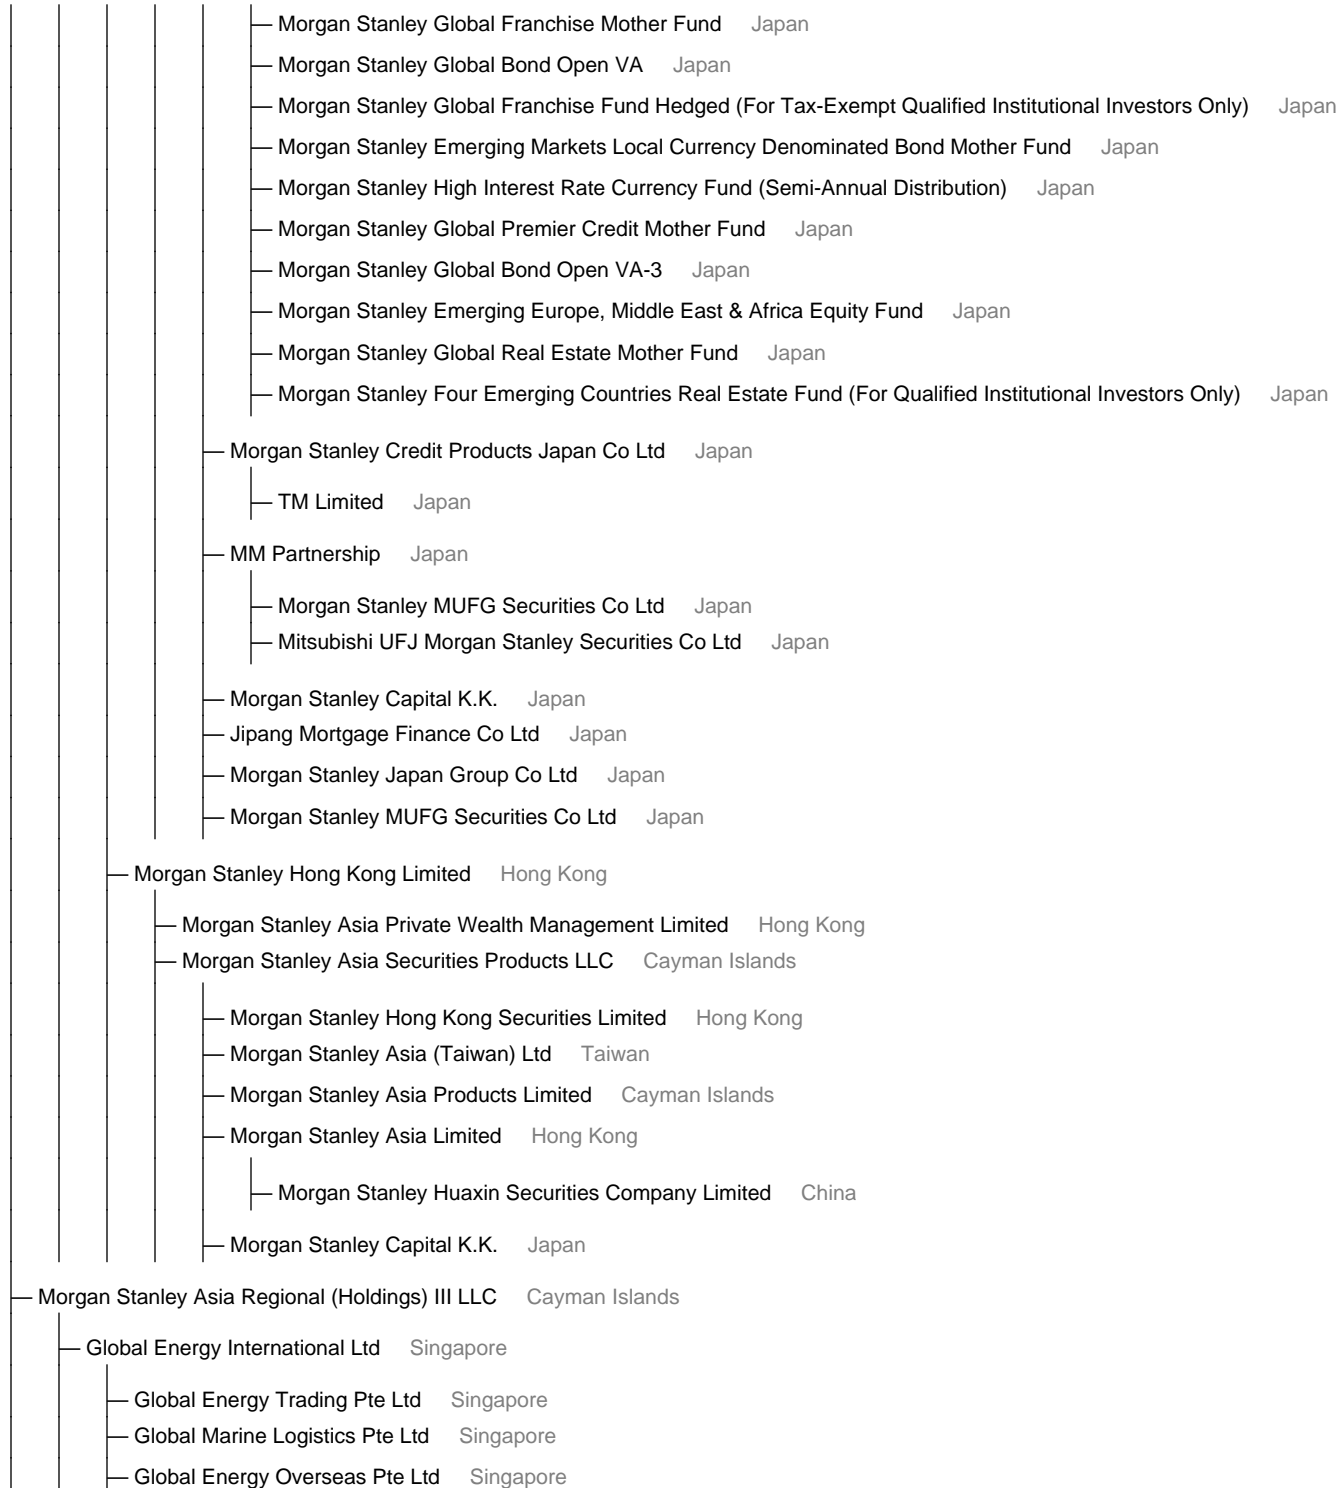 Morgan Stanley Global Franchise Mother Fund Japan
Morgan Stanley Global Bond Open VA Japan
Morgan Stanley Global Franchise Fund Hedged (For Tax-Exempt Qualified Institutional Investors Only) Japan
Morgan Stanley Emerging Markets Local Currency Denominated Bond Mother Fund Japan
Morgan Stanley High Interest Rate Currency Fund (Semi-Annual Distribution) Japan
Morgan Stanley Global Premier Credit Mother Fund Japan
Morgan Stanley Global Bond Open VA-3 Japan
Morgan Stanley Emerging Europe, Middle East & Africa Equity Fund Japan
Morgan Stanley Global Real Estate Mother Fund Japan
Morgan Stanley Four Emerging Countries Real Estate Fund (For Qualified Institutional Investors Only) Japan
Morgan Stanley Credit Products Japan Co Ltd Japan
TM Limited Japan
MM Partnership Japan
Morgan Stanley MUFG Securities Co Ltd Japan
Mitsubishi UFJ Morgan Stanley Securities Co Ltd Japan
Morgan Stanley Capital K.K. Japan
Jipang Mortgage Finance Co Ltd Japan
Morgan Stanley Japan Group Co Ltd Japan
Morgan Stanley MUFG Securities Co Ltd Japan
Morgan Stanley Hong Kong Limited Hong Kong
Morgan Stanley Asia Private Wealth Management Limited Hong Kong
Morgan Stanley Asia Securities Products LLC Cayman Islands
Morgan Stanley Hong Kong Securities Limited Hong Kong
Morgan Stanley Asia (Taiwan) Ltd Taiwan
Morgan Stanley Asia Products Limited Cayman Islands
Morgan Stanley Asia Limited Hong Kong
Morgan Stanley Huaxin Securities Company Limited China
Morgan Stanley Capital K.K. Japan
Morgan Stanley Asia Regional (Holdings) III LLC Cayman Islands
Global Energy International Ltd Singapore
Global Energy Trading Pte Ltd Singapore
Global Marine Logistics Pte Ltd Singapore
Global Energy Overseas Pte Ltd Singapore